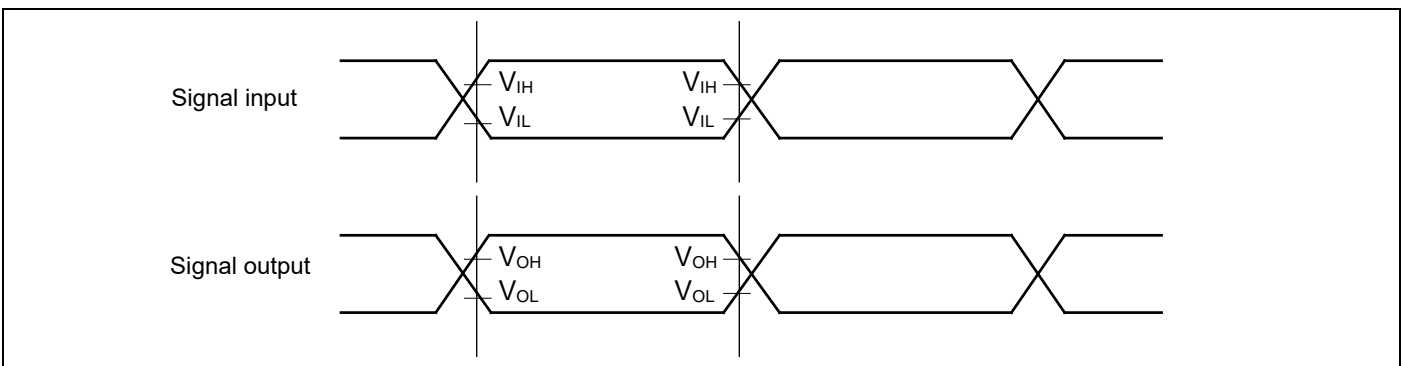 Signal input
VIH VIH
VIL VIL
Signal output
VOH VOH
VOL VOL